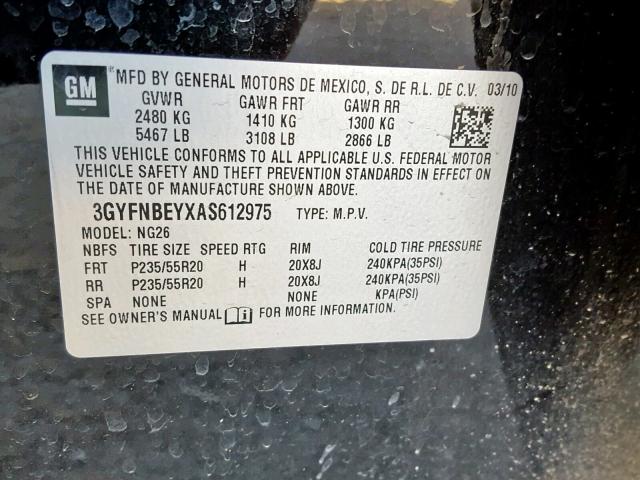 GM
MFD BY GENERAL MOTORS DE MEXICO, S. DE R.L. DE C.V. 03/10
GVWR GAWR FRT GAWR RR
2480 KG 1410 KG 1300 KG
5467 LB 3108 LB 2866 LB
THIS VEHICLE CONFORMS TO ALL APPLICABLE U.S. FEDERAL MOTOR
VEHICLE SAFETY AND THEFT PREVENTION STANDARDS IN EFFECT ON
THE DATE OF MANUFACTURE SHOWN ABOVE.
3GYFNBEYXAS612975 TYPE: M.P.V.
MODEL: NG26
NBFS TIRE SIZE SPEED RTG RIM COLD TIRE PRESSURE
FRT P235/55R20 H 20X8J 240KPA(35PSI)
RR P235/55R20 H 20X8J 240KPA(35PSI)
SPA NONE NONE KPA(PSI)
SEE OWNER'S MANUAL FOR MORE INFORMATION.